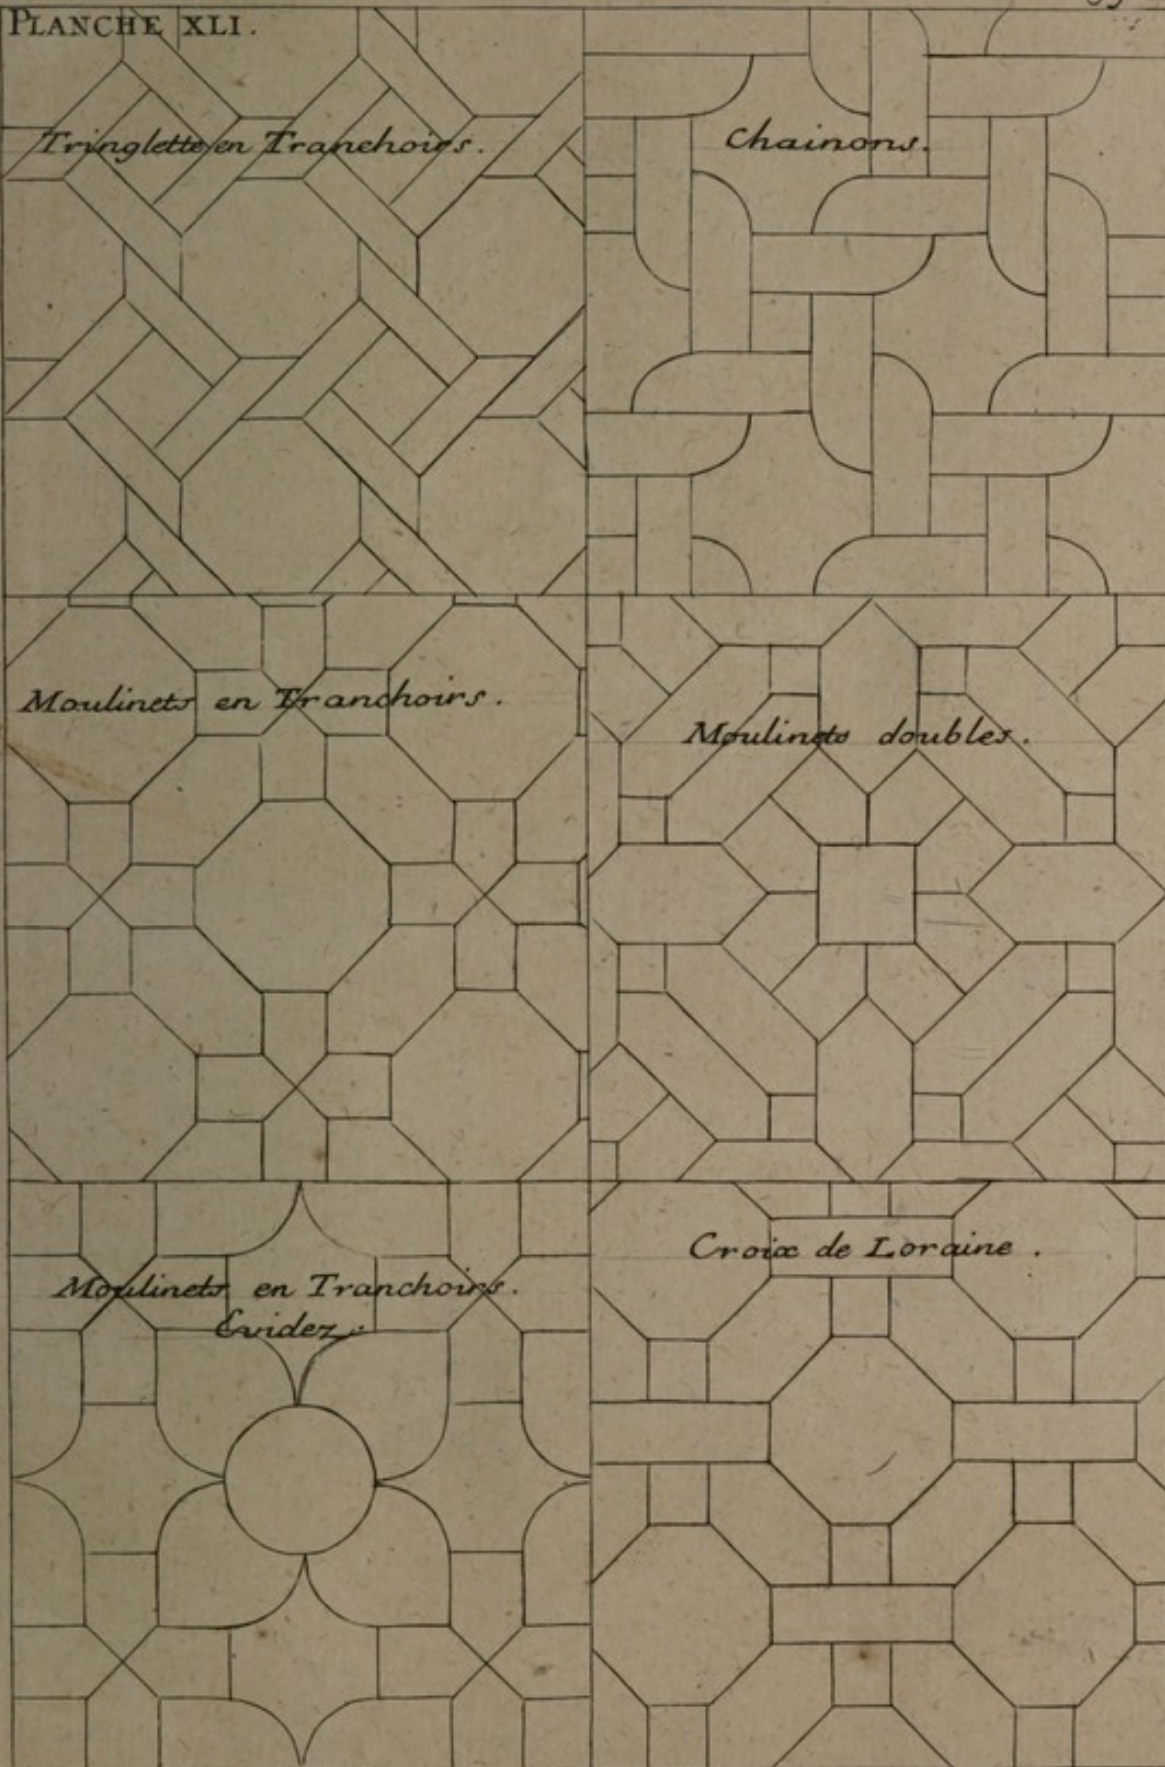 PLANCHE XLI.
Tringlette en Tranchoirs.
Chainons.
Moulinets en Tranchoirs.
Moulinets doubles.
Moulinets en Tranchoirs.
Evidez.
Croix de Loraine.